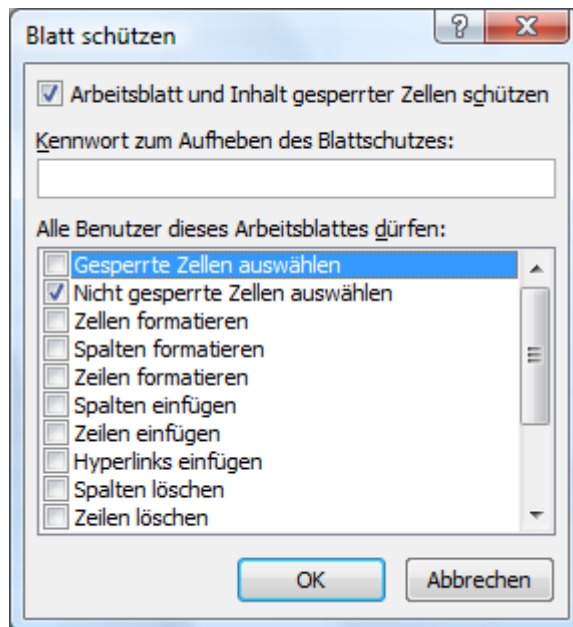 Blatt schützen
Arbeitsblatt und Inhalt gesperrter Zellen schützen
Kennwort zum Aufheben des Blattschutzes:
Alle Benutzer dieses Arbeitsblattes dürfen:
Gesperrte Zellen auswählen
Nicht gesperrte Zellen auswählen
Zellen formatieren
Spalten formatieren
Zeilen formatieren
Spalten einfügen
Zeilen einfügen
Hyperlinks einfügen
Spalten löschen
Zeilen löschen
OK Abbrechen